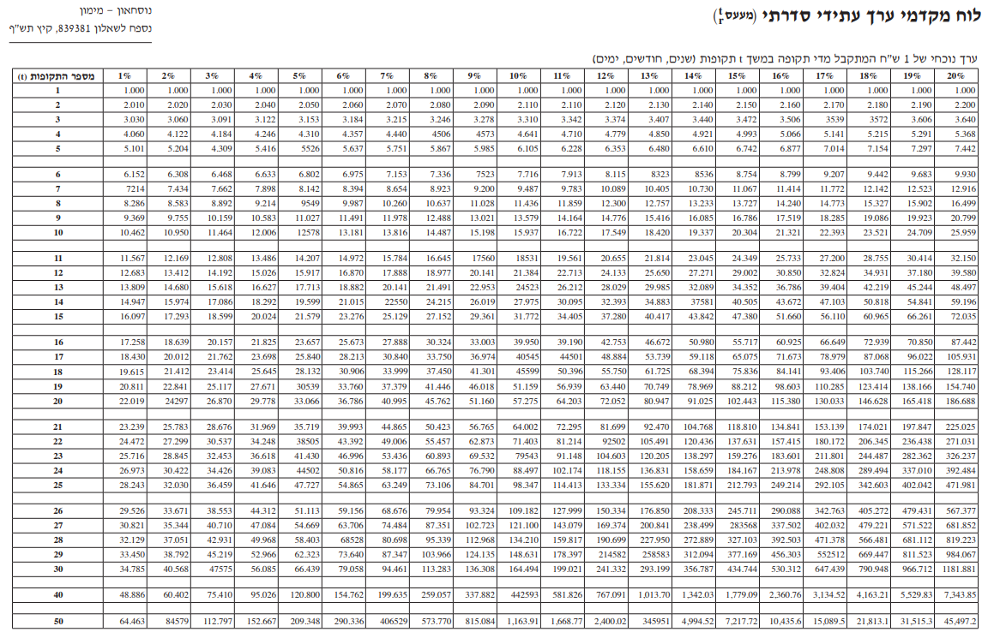 נוסחאון – מימון
נספח לשאלון 839381, קיץ תש"ף
לוח מקדמי ערך עתידי סדרתי (מעעס t r)
ערך נוכחי של 1 ש"ח המתקבל מדי תקופה במשך t תקופות (שנים, חודשים, ימים)
מספר התקופות (t) 1% 2% 3% 4% 5% 6% 7% 8% 9% 10% 11% 12% 13% 14% 15% 16% 17% 18% 19% 20%
1 1.000 1.000 1.000 1.000 1.000 1.000 1.000 1.000 1.000 1.000 1.000 1.000 1.000 1.000 1.000 1.000 1.000 1.000 1.000 1.000
2 2.010 2.020 2.030 2.040 2.050 2.060 2.070 2.080 2.090 2.110 2.110 2.120 2.130 2.140 2.150 2.160 2.170 2.180 2.190 2.200
3 3.030 3.060 3.091 3.122 3.153 3.184 3.215 3.246 3.278 3.310 3.342 3.374 3.407 3.440 3.472 3.506 3539 3572 3.606 3.640
4 4.060 4.122 4.184 4.246 4.310 4.357 4.440 4506 4573 4.641 4.710 4.779 4.850 4.921 4.993 5.066 5.141 5.215 5.291 5.368
5 5.101 5.204 4.309 5.416 5526 5.637 5.751 5.867 5.985 6.105 6.228 6.353 6.480 6.610 6.742 6.877 7.014 7.154 7.297 7.442
6 6.152 6.308 6.468 6.633 6.802 6.975 7.153 7.336 7523 7.716 7.913 8.115 8323 8536 8.754 8.799 9.207 9.442 9.683 9.930
7 7214 7.434 7.662 7.898 8.142 8.394 8.654 8.923 9.200 9.487 9.783 10.089 10.405 10.730 11.067 11.414 11.772 12.142 12.523 12.916
8 8.286 8.583 8.892 9.214 9549 9.987 10.260 10.637 11.028 11.436 11.859 12.300 12.757 13.233 13.727 14.240 14.773 15.327 15.902 16.499
9 9.369 9.755 10.159 10.583 11.027 11.491 11.978 12.488 13.021 13.579 14.164 14.776 15.416 16.085 16.786 17.519 18.285 19.086 19.923 20.799
10 10.462 10.950 11.464 12.006 12578 13.181 13.816 14.487 15.198 15.937 16.722 17.549 18.420 19.337 20.304 21.321 22.393 23.521 24.709 25.959
11 11.567 12.169 12.808 13.486 14.207 14.972 15.784 16.645 17560 18531 19.561 20.655 21.814 23.045 24.349 25.733 27.200 28.755 30.414 32.150
12 12.683 13.412 14.192 15.026 15.917 16.870 17.888 18.977 20.141 21.384 22.713 24.133 25.650 27.271 29.002 30.850 32.824 34.931 37.180 39.580
13 13.809 14.680 15.618 16.627 17.713 18.882 20.141 21.491 22.953 24523 26.212 28.029 29.985 32.089 34.352 36.786 39.404 42.219 45.244 48.497
14 14.947 15.974 17.086 18.292 19.599 21.015 22550 24.215 26.019 27.975 30.095 32.393 34.883 37581 40.505 43.672 47.103 50.818 54.841 59.196
15 16.097 17.293 18.599 20.024 21.579 23.276 25.129 27.152 29.361 31.772 34.405 37.280 40.417 43.842 47.380 51.660 56.110 60.965 66.261 72.035
16 17.258 18.639 20.157 21.825 23.657 25.673 27.888 30.324 33.003 39.950 39.190 42.753 46.672 50.980 55.717 60.925 66.649 72.939 70.850 87.442
17 18.430 20.012 21.762 23.698 25.840 28.213 30.840 33.750 36.974 40545 44501 48.884 53.739 59.118 65.075 71.673 78.979 87.068 96.022 105.931
18 19.615 21.412 23.414 25.645 28.132 30.906 33.999 37.450 41.301 45599 50.396 55.750 61.725 68.394 75.836 84.141 93.406 103.740 115.266 128.117
19 20.811 22.841 25.117 27.671 30539 33.760 37.379 41.446 46.018 51.159 56.939 63.440 70.749 78.969 88.212 98.603 110.285 123.414 138.166 154.740
20 22.019 24297 26.870 29.778 33.066 36.786 40.995 45.762 51.160 57.275 64.203 72.052 80.947 91.025 102.443 115.380 130.033 146.628 165.418 186.688
21 23.239 25.783 28.676 31.969 35.719 39.993 44.865 50.423 56.765 64.002 72.295 81.699 92.470 104.768 118.810 134.841 153.139 174.021 197.847 225.025
22 24.472 27.299 30.537 34.248 38505 43.392 49.006 55.457 62.873 71.403 81.214 92502 105.491 120.436 137.631 157.415 180.172 206.345 236.438 271.031
23 25.716 28.845 32.453 36.618 41.430 46.996 53.436 60.893 69.532 79543 91.148 104.603 120.205 138.297 159.276 183.601 211.801 244.487 282.362 326.237
24 26.973 30.422 34.426 39.083 44502 50.816 58.177 66.765 76.790 88.497 102.174 118.155 136.831 158.659 184.167 213.978 248.808 289.494 337.010 392.484
25 28.243 32.030 36.459 41.646 47.727 54.865 63.249 73.106 84.701 98.347 114.413 133.334 155.620 181.871 212.793 249.214 292.105 342.603 402.042 471.981
26 29.526 33.671 38.553 44.312 51.113 59.156 68.676 79.954 93.324 109.182 127.999 150.334 176.850 208.333 245.711 290.088 342.763 405.272 479.431 567.377
27 30.821 35.344 40.710 47.084 54.669 63.706 74.484 87.351 102.723 121.100 143.079 169.374 200.841 238.499 283568 337.502 402.032 479.221 571.522 681.852
28 32.129 37.051 42.931 49.968 58.403 68528 80.698 95.339 112.968 134.210 159.817 190.699 227.950 272.889 327.103 392.503 471.378 566.481 681.112 819.223
29 33.450 38.792 45.219 52.966 62.323 73.640 87.347 103.966 124.135 148.631 178.397 214582 258583 312.094 377.169 456.303 552512 669.447 811.523 984.067
30 34.785 40.568 47575 56.085 66.439 79.058 94.461 113.283 136.308 164.494 199.021 241.332 293.199 356.787 434.744 530.312 647.439 790.948 966.712 1181.881
40 48.886 60.402 75.410 95.026 120.800 154.762 199.635 259.057 337.882 442593 581.826 767.091 1,013.70 1,342.03 1,779.09 2,360.76 3,134.52 4,163.21 5,529.83 7,343.85
50 64.463 84579 112.797 152.667 209.348 290.336 406529 573.770 815.084 1,163.91 1,668.77 2,400.02 345951 4,994.52 7,217.72 10,435.6 15,089.5 21,813.1 31,515.3 45,497.2